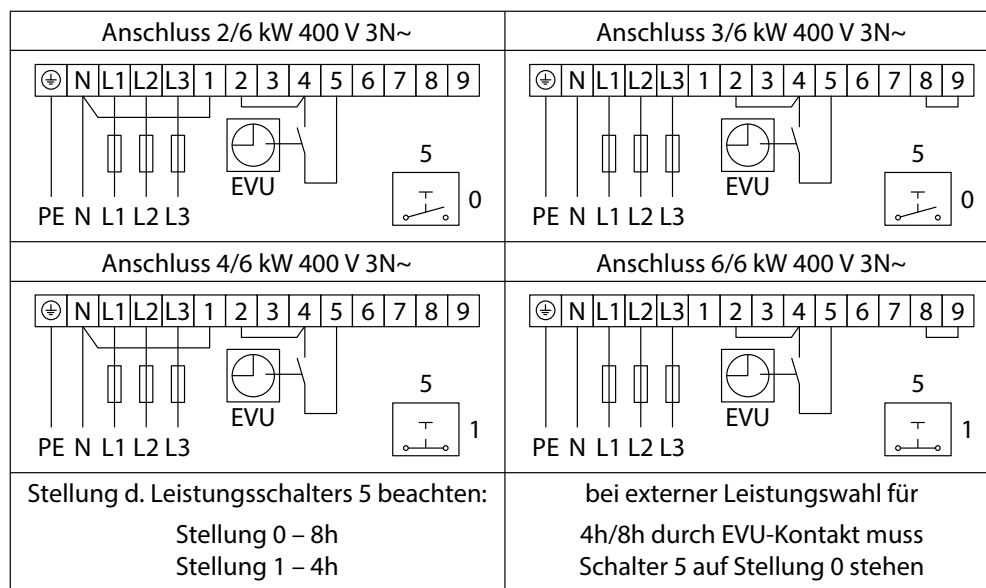 Anschluss 2/6 kW 400 V 3N~
N L1 L2 L3 1 2 3 4 5 6 7 8 9
EVU
5
0
PE N L1 L2 L3
Anschluss 3/6 kW 400 V 3N~
N L1 L2 L3 1 2 3 4 5 6 7 8 9
EVU
5
0
PE N L1 L2 L3
Anschluss 4/6 kW 400 V 3N~
N L1 L2 L3 1 2 3 4 5 6 7 8 9
EVU
5
1
PE N L1 L2 L3
Anschluss 6/6 kW 400 V 3N~
N L1 L2 L3 1 2 3 4 5 6 7 8 9
EVU
5
1
PE N L1 L2 L3
Stellung d. Leistungsschalters 5 beachten:
Stellung 0 – 8h
Stellung 1 – 4h
bei externer Leistungswahl für
4h/8h durch EVU-Kontakt muss
Schalter 5 auf Stellung 0 stehen